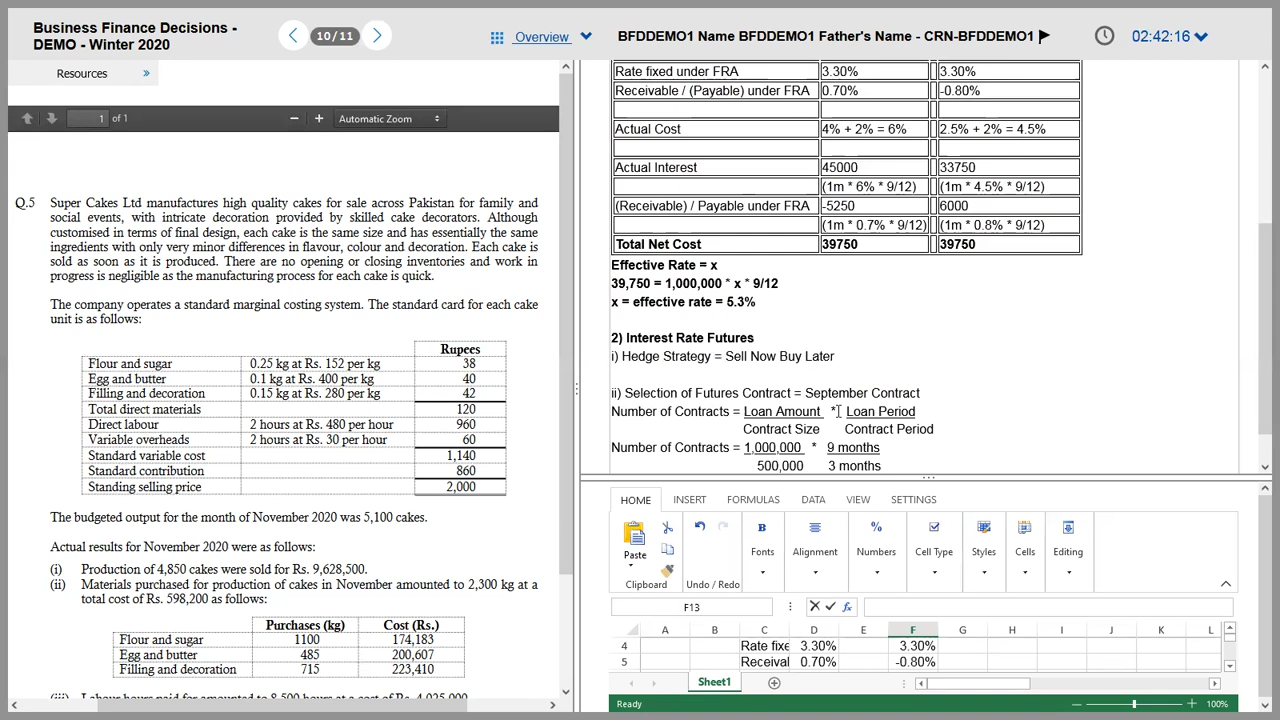 Business Finance Decisions -
DEMO - Winter 2020
10/11
Overview
BFDDEMO1 Name BFDDEMO1 Father's Name - CRN-BFDDEMO1
02:42:16
Resources »
1 of 1
Automatic Zoom
Q.5 Super Cakes Ltd manufactures high quality cakes for sale across Pakistan for family and
social events, with intricate decoration provided by skilled cake decorators. Although
customised in terms of final design, each cake is the same size and has essentially the same
ingredients with only very minor differences in flavour, colour and decoration. Each cake is
sold as soon as it is produced. There are no opening or closing inventories and work in
progress is negligible as the manufacturing process for each cake is quick.
The company operates a standard marginal costing system. The standard card for each cake
unit is as follows:
Rupees
Flour and sugar 0.25 kg at Rs. 152 per kg 38
Egg and butter 0.1 kg at Rs. 400 per kg 40
Filling and decoration 0.15 kg at Rs. 280 per kg 42
Total direct materials 120
Direct labour 2 hours at Rs. 480 per hour 960
Variable overheads 2 hours at Rs. 30 per hour 60
Standard variable cost 1,140
Standard contribution 860
Standing selling price 2,000
The budgeted output for the month of November 2020 was 5,100 cakes.
Actual results for November 2020 were as follows:
(i) Production of 4,850 cakes were sold for Rs. 9,628,500.
(ii) Materials purchased for production of cakes in November amounted to 2,300 kg at a
total cost of Rs. 598,200 as follows:
Purchases (kg) Cost (Rs.)
Flour and sugar 1100 174,183
Egg and butter 485 200,607
Filling and decoration 715 223,410
(iii) Labour hours paid for amounted to 8,500 hours at a cost of Rs. 4,025,000
Rate fixed under FRA 3.30% 3.30%
Receivable / (Payable) under FRA 0.70% -0.80%
Actual Cost 4% + 2% = 6% 2.5% + 2% = 4.5%
Actual Interest 45000 33750
(1m * 6% * 9/12) (1m * 4.5% * 9/12)
(Receivable) / Payable under FRA -5250 6000
(1m * 0.7% * 9/12) (1m * 0.8% * 9/12)
Total Net Cost 39750 39750
Effective Rate = x
39,750 = 1,000,000 * x * 9/12
x = effective rate = 5.3%
2) Interest Rate Futures
i) Hedge Strategy = Sell Now Buy Later
ii) Selection of Futures Contract = September Contract
Number of Contracts = Loan Amount * Loan Period
Contract Size Contract Period
Number of Contracts = 1,000,000 * 9 months
500,000 3 months
HOME INSERT FORMULAS DATA VIEW SETTINGS
Paste
Fonts Alignment Numbers Cell Type Styles Cells Editing
Clipboard Undo / Redo
F13
A B C D E F G H I J K L
4 Rate fixe 3.30% 3.30%
5 Receival 0.70% -0.80%
Sheet1
Ready 100%